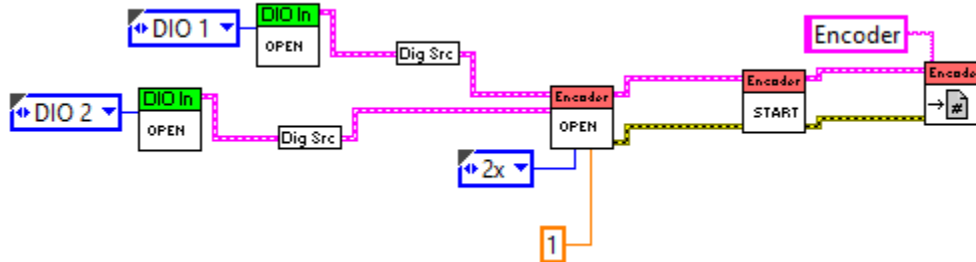 DIO In
DIO 1
OPEN
Dig Src
Encoder
DIO In
DIO 2
OPEN
Dig Src
Encoder
OPEN
Encoder
START
Encoder
#
2x
1